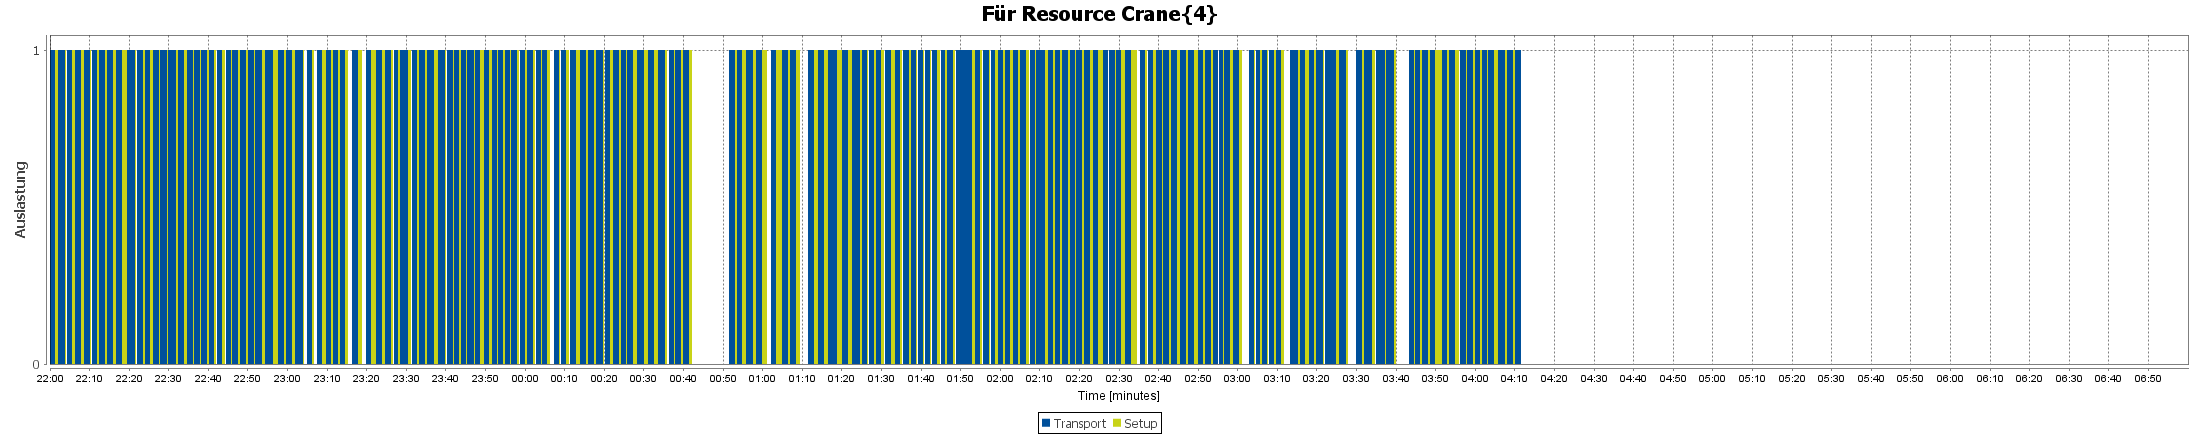 Für Resource Crane{4}
Auslastung
1
0
22:00 22:10 22:20 22:30 22:40 22:50 23:00 23:10 23:20 23:30 23:40 23:50 00:00 00:10 00:20 00:30 00:40 00:50 01:00 01:10 01:20 01:30 01:40 01:50 02:00 02:10 02:20 02:30 02:40 02:50 03:00 03:10 03:20 03:30 03:40 03:50 04:00 04:10 04:20 04:30 04:40 04:50 05:00 05:10 05:20 05:30 05:40 05:50 06:00 06:10 06:20 06:30 06:40 06:50
Time [minutes]
Transport Setup